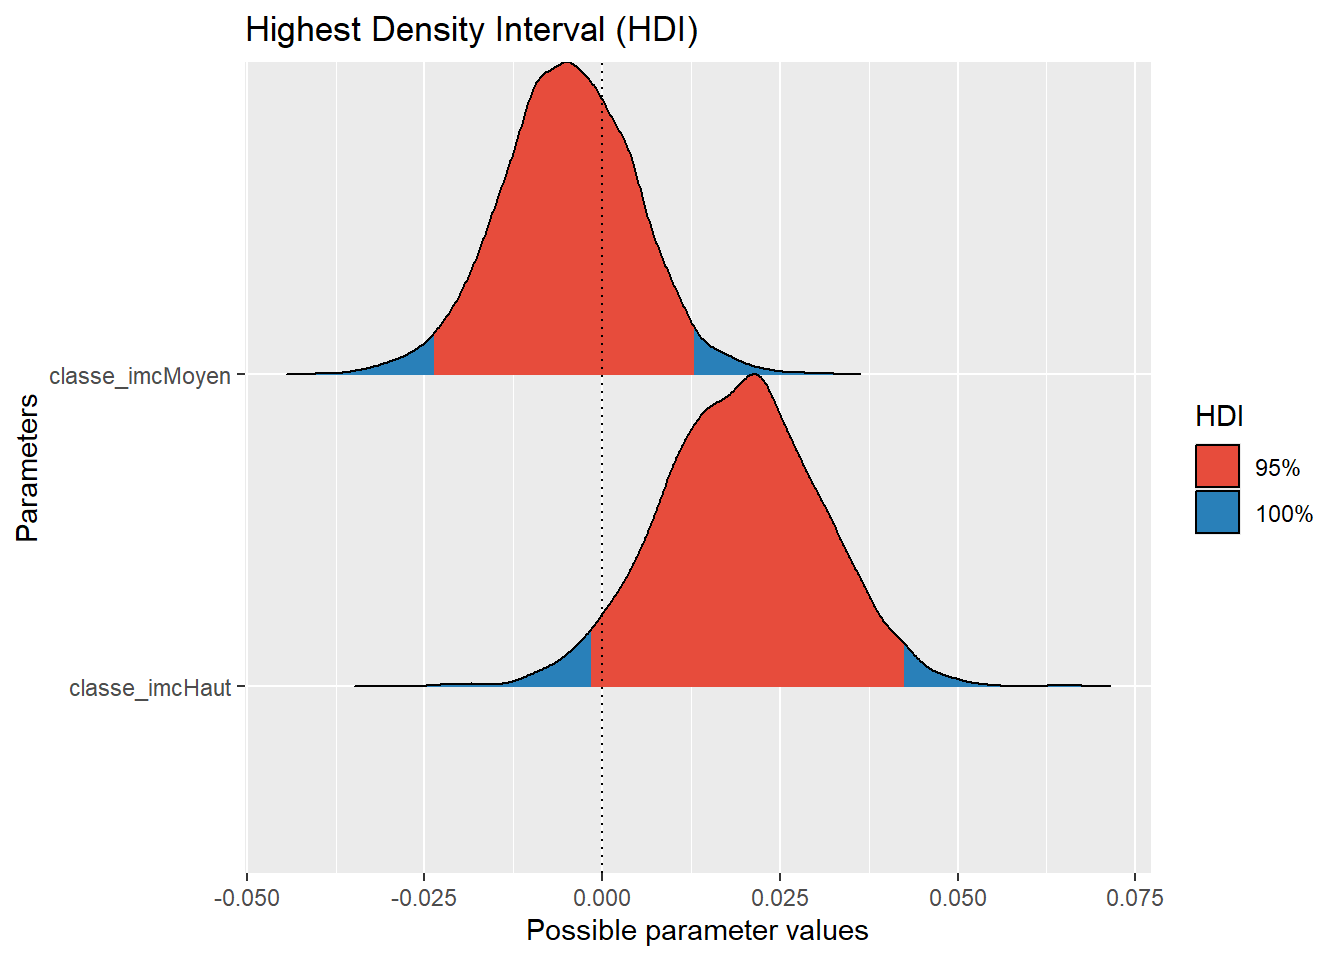 Highest Density Interval (HDI)
classe_imcMoyen
classe_imcHaut
Parameters
-0.050
-0.025
0.000
0.025
0.050
0.075
Possible parameter values
HDI
95%
100%